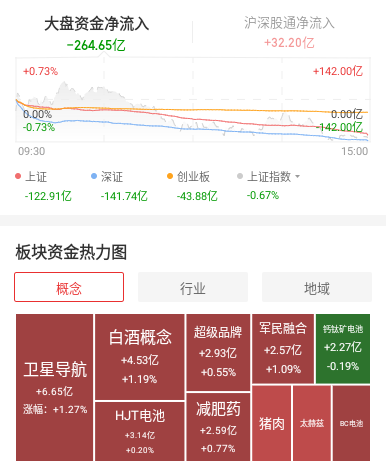 大盘资金净流入
沪深股通净流入
-264.65亿
+32.20亿
+0.73%
+142.00亿
0.00%
0.00亿
-0.73%
-142.00亿
09:30
15:00
上证
深证
创业板
上证指数
-122.91亿
-141.74亿
-43.88亿
-0.67%
板块资金热力图
概念
行业
地域
卫星导航
+6.65亿
涨幅：+1.27%
白酒概念
+4.53亿
+1.19%
HJT电池
+3.14亿
+0.20%
超级品牌
+2.93亿
+0.55%
减肥药
+2.59亿
+0.77%
军民融合
+2.57亿
+1.09%
钙钛矿电池
+2.27亿
-0.19%
猪肉
太赫兹
BC电池